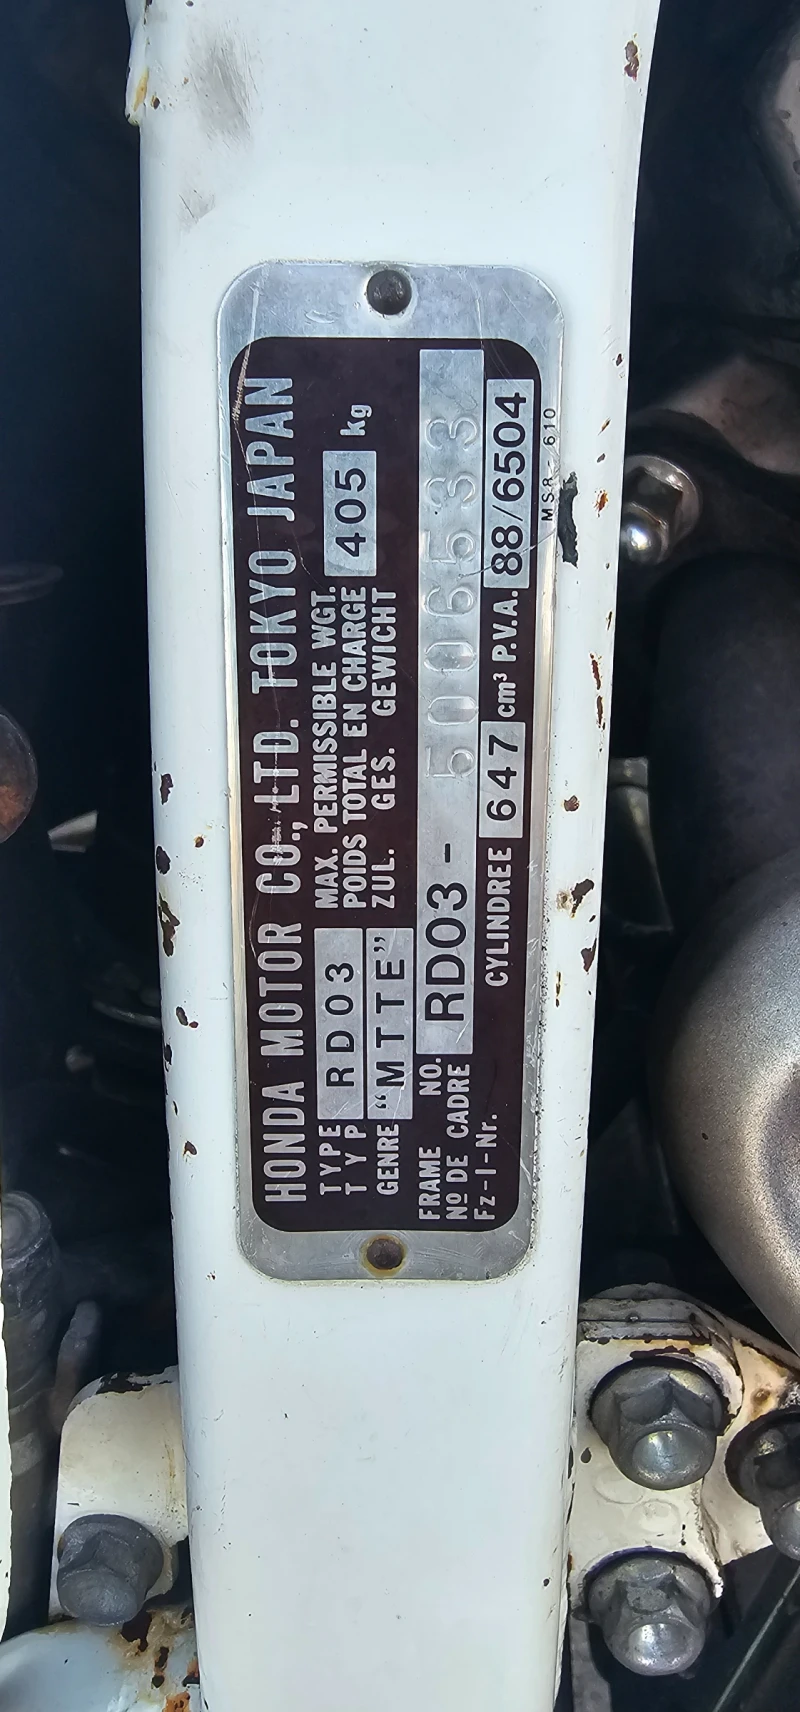 HONDA MOTOR CO., LTD. TOKYO JAPAN
TYPE RD03 MAX. PERMISSIBLE WGT.
TYP POIDS TOTAL EN CHARGE 405 kg
GENRE "MTTE" ZUL. GES. GEWICHT
FRAME NO.
Nº DE CADRE RD03 - 5006533
Fz-I-Nr. CYLINDREE 647 cm³ P.V.A. 88/6504
610